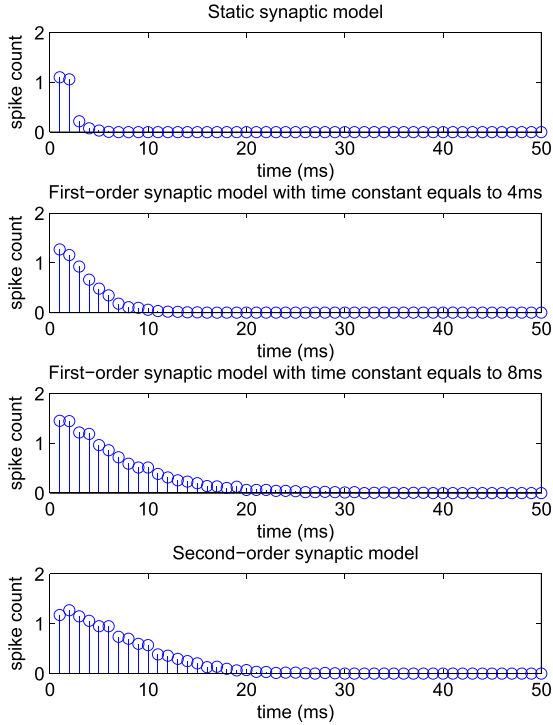 Static synaptic model
2
1
0
spike count
0 10 20 30 40 50
time (ms)
First−order synaptic model with time constant equals to 4ms
2
1
0
spike count
0 10 20 30 40 50
time (ms)
First−order synaptic model with time constant equals to 8ms
2
1
0
spike count
0 10 20 30 40 50
time (ms)
Second−order synaptic model
2
1
0
spike count
0 10 20 30 40 50
time (ms)